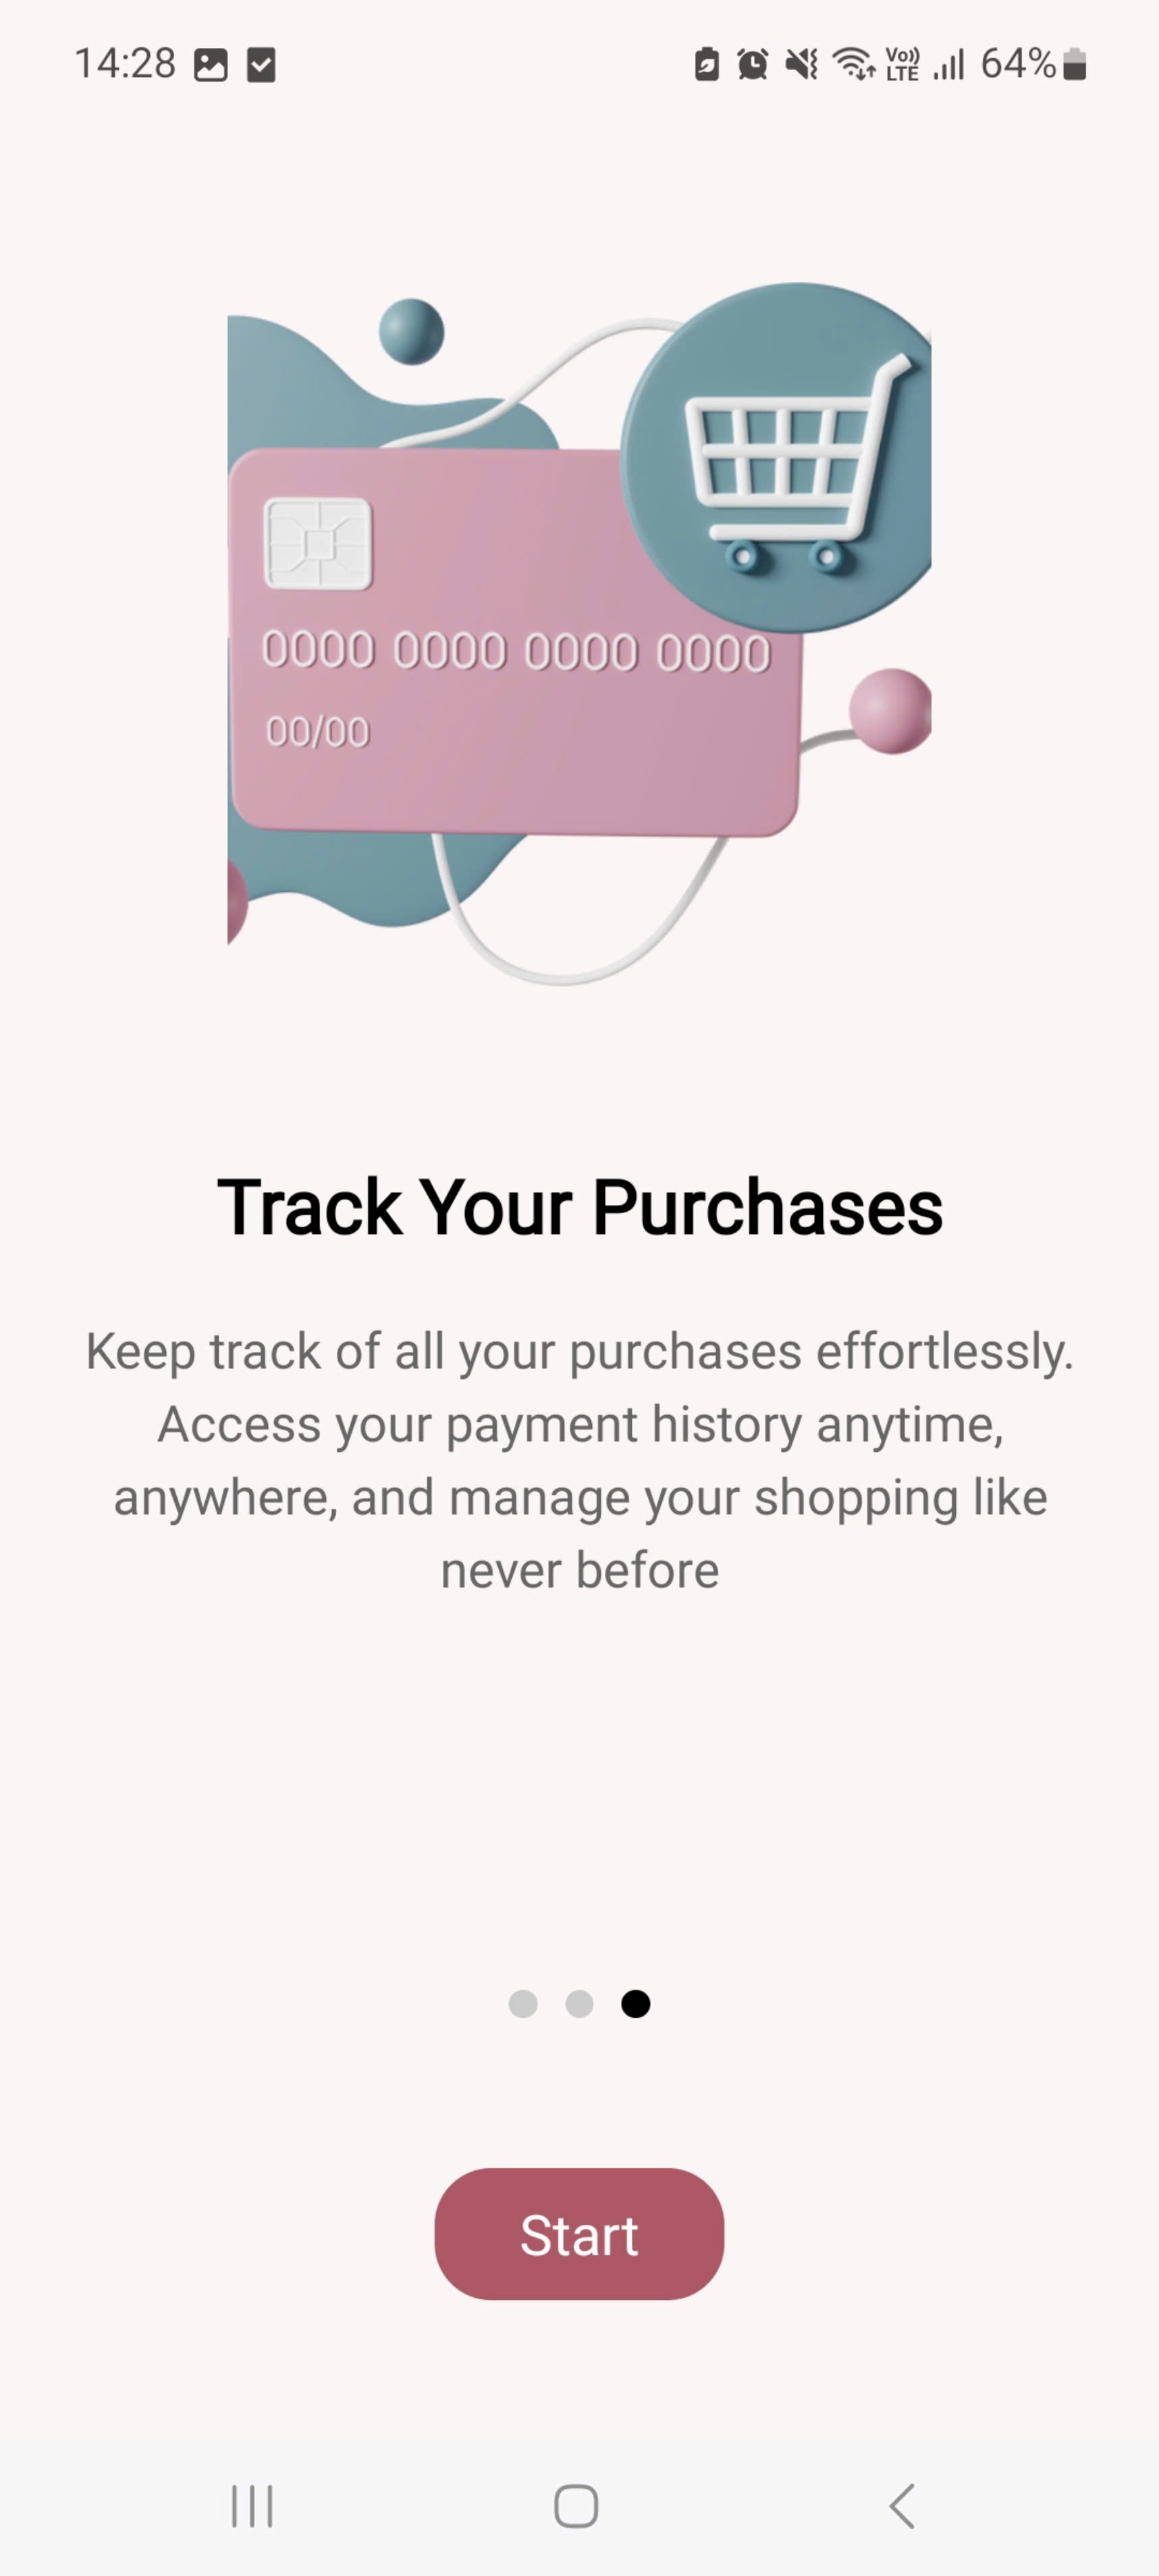 14:28 Vo)) LTE 64%
0000 0000 0000 0000
00/00
Track Your Purchases
Keep track of all your purchases effortlessly.
Access your payment history anytime,
anywhere, and manage your shopping like
never before
Start